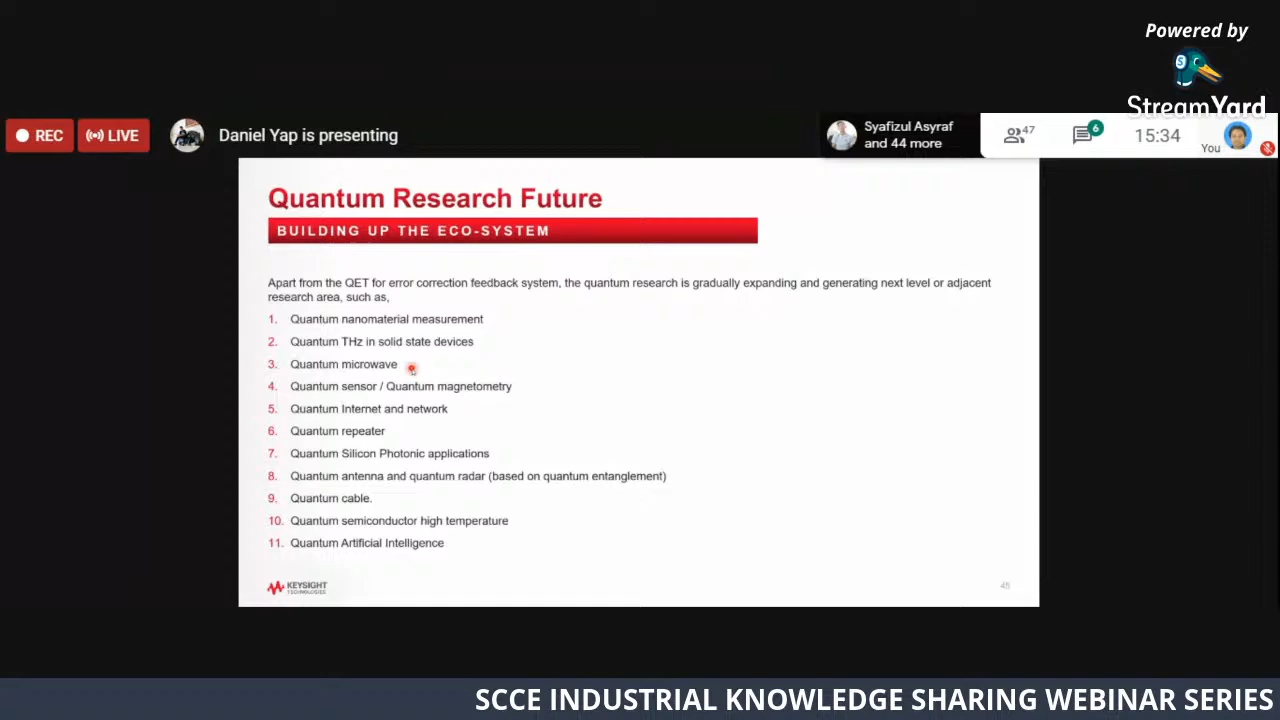 Powered by
StreamYard
REC
LIVE
Daniel Yap is presenting
Syafizul Asyraf
and 44 more
47
6
15:34
You
Quantum Research Future
BUILDING UP THE ECO-SYSTEM
Apart from the QET for error correction feedback system, the quantum research is gradually expanding and generating next level or adjacent
research area, such as,
1. Quantum nanomaterial measurement
2. Quantum THz in solid state devices
3. Quantum microwave
4. Quantum sensor / Quantum magnetometry
5. Quantum Internet and network
6. Quantum repeater
7. Quantum Silicon Photonic applications
8. Quantum antenna and quantum radar (based on quantum entanglement)
9. Quantum cable.
10. Quantum semiconductor high temperature
11. Quantum Artificial Intelligence
KEYSIGHT
TECHNOLOGIES
SCCE INDUSTRIAL KNOWLEDGE SHARING WEBINAR SERIES